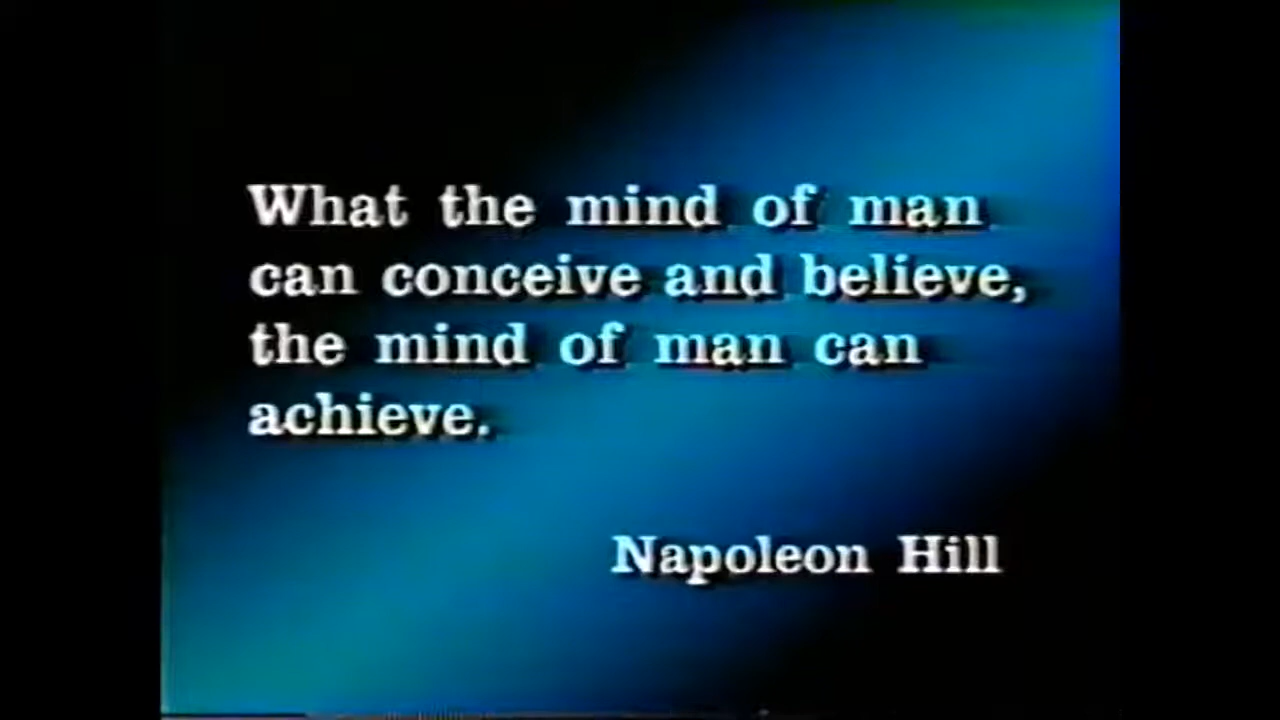 What the mind of man
can conceive and believe,
the mind of man can
achieve.
Napoleon Hill